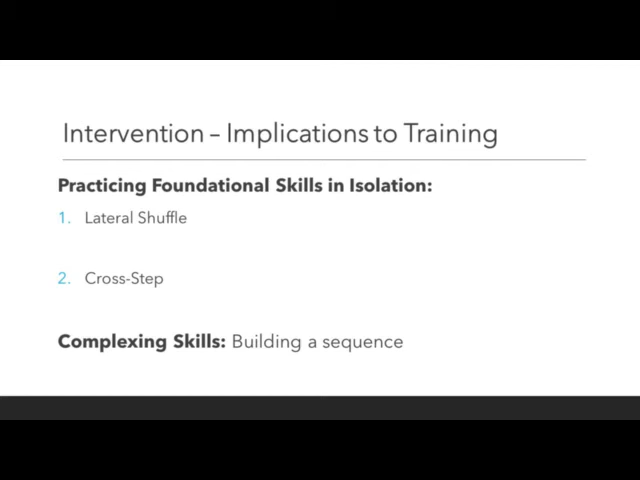 Intervention – Implications to Training
Practicing Foundational Skills in Isolation:
1. Lateral Shuffle
2. Cross-Step
Complexing Skills: Building a sequence